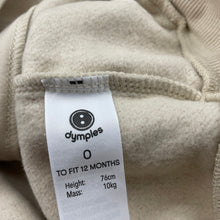 dymples
0
TO FIT 12 MONTHS
Height: 76cm
Mass: 10kg